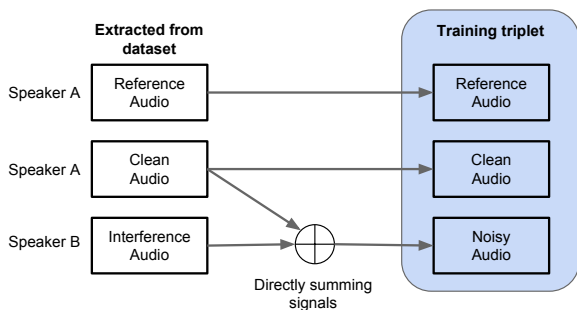 Extracted from
dataset
Training triplet
Speaker A
Reference
Audio
Reference
Audio
Speaker A
Clean
Audio
Clean
Audio
Speaker B
Interference
Audio
Noisy
Audio
Directly summing
signals